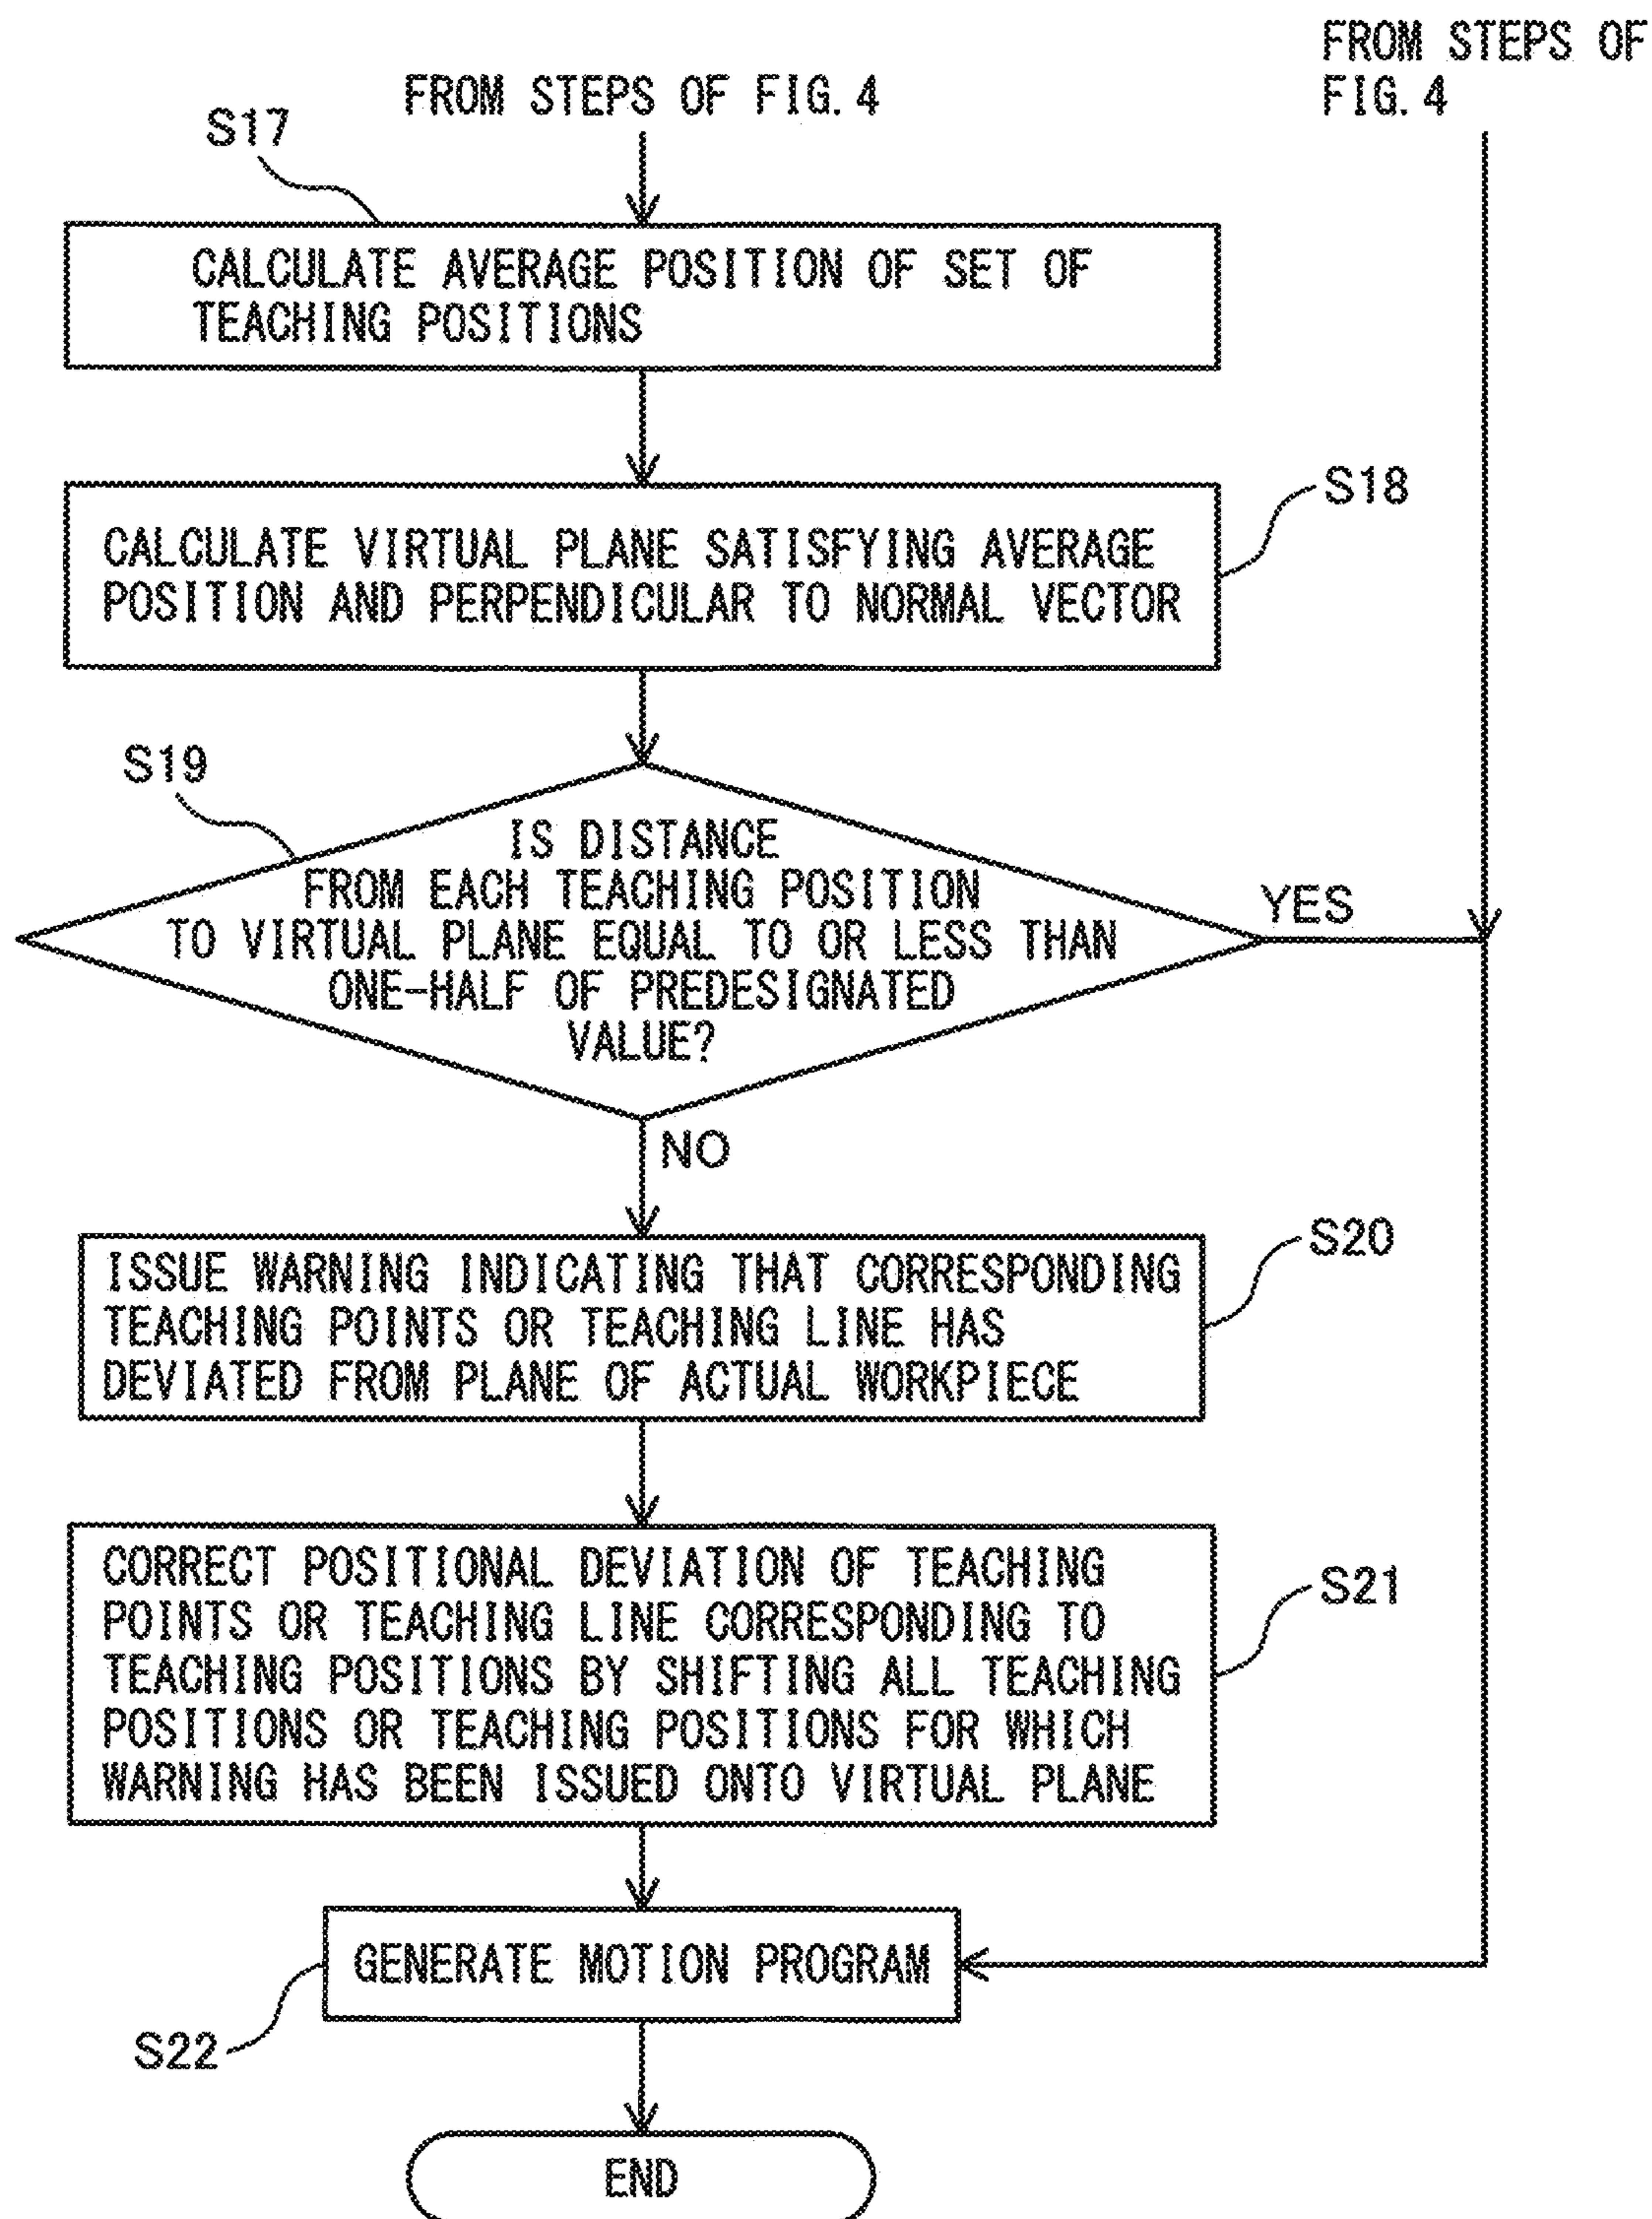 FROM STEPS OF
FIG. 4
FROM STEPS OF FIG. 4
S17
CALCULATE AVERAGE POSITION OF SET OF
TEACHING POSITIONS
S18
CALCULATE VIRTUAL PLANE SATISFYING AVERAGE
POSITION AND PERPENDICULAR TO NORMAL VECTOR
S19
IS DISTANCE
FROM EACH TEACHING POSITION
TO VIRTUAL PLANE EQUAL TO OR LESS THAN
ONE-HALF OF PREDESIGNATED
VALUE?
YES
NO
S20
ISSUE WARNING INDICATING THAT CORRESPONDING
TEACHING POINTS OR TEACHING LINE HAS
DEVIATED FROM PLANE OF ACTUAL WORKPIECE
S21
CORRECT POSITIONAL DEVIATION OF TEACHING
POINTS OR TEACHING LINE CORRESPONDING TO
TEACHING POSITIONS BY SHIFTING ALL TEACHING
POSITIONS OR TEACHING POSITIONS FOR WHICH
WARNING HAS BEEN ISSUED ONTO VIRTUAL PLANE
GENERATE MOTION PROGRAM
S22
END